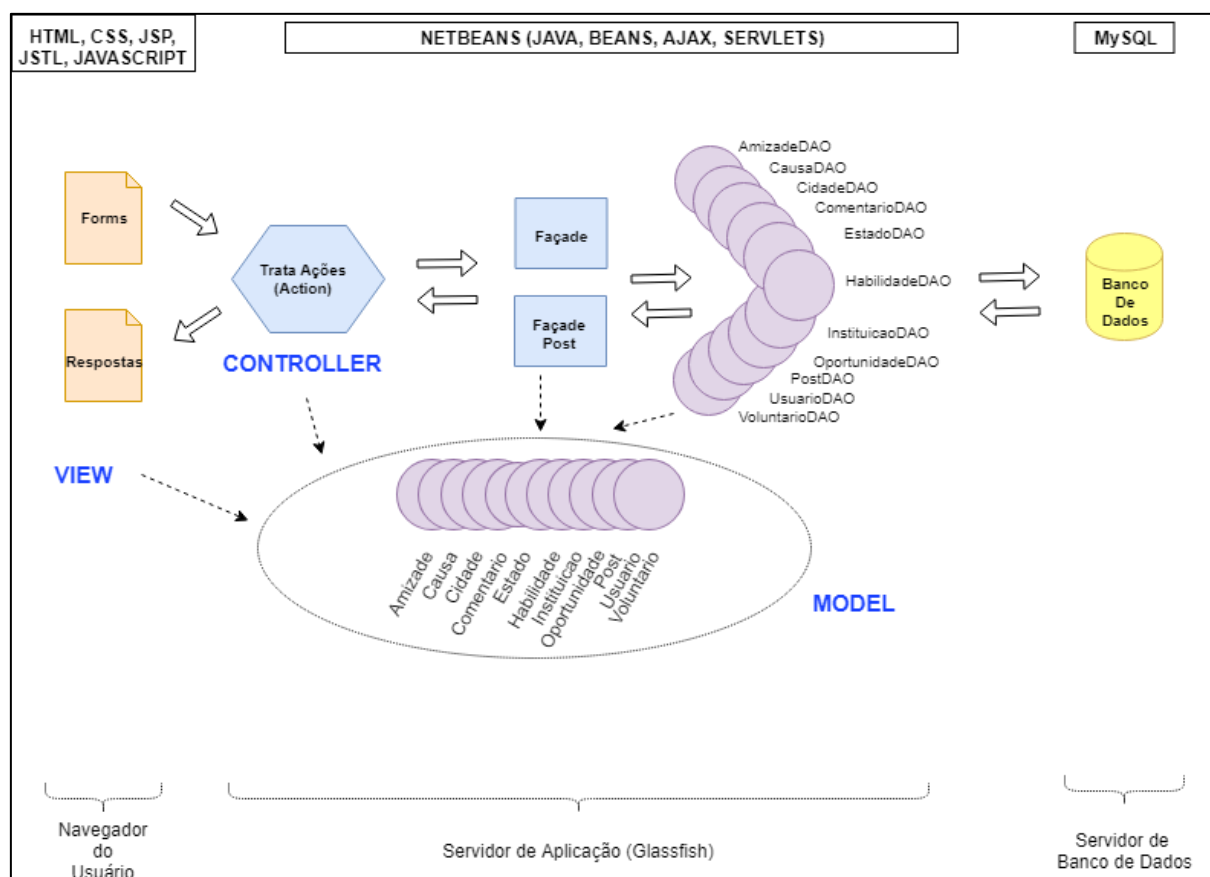 HTML, CSS, JSP,
JSTL, JAVASCRIPT
NETBEANS (JAVA, BEANS, AJAX, SERVLETS)
MySQL
Forms
Respostas
Trata Ações
(Action)
CONTROLLER
VIEW
Façade
Façade
Post
AmizadeDAO
CausaDAO
CidadeDAO
ComentarioDAO
EstadoDAO
HabilidadeDAO
InstituicaoDAO
OportunidadeDAO
PostDAO
UsuarioDAO
VoluntarioDAO
Banco
De
Dados
Amizade
Causa
Cidade
Comentario
Estado
Habilidade
Instituicao
Oportunidade
Post
Usuario
Voluntario
MODEL
Navegador
do
Usuário
Servidor de Aplicação (Glassfish)
Servidor de
Banco de Dados